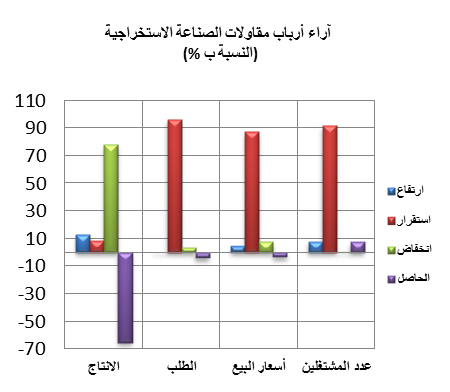 آراء أرباب مقاولات الصناعة الاستخراجية
(النسبة ب %)
110
90
70
50
30
10
-10
-30
-50
-70
الانتاج
الطلب
أسعار البيع
عدد المشتغلين
ارتفاع
استقرار
انخفاض
الحاصل